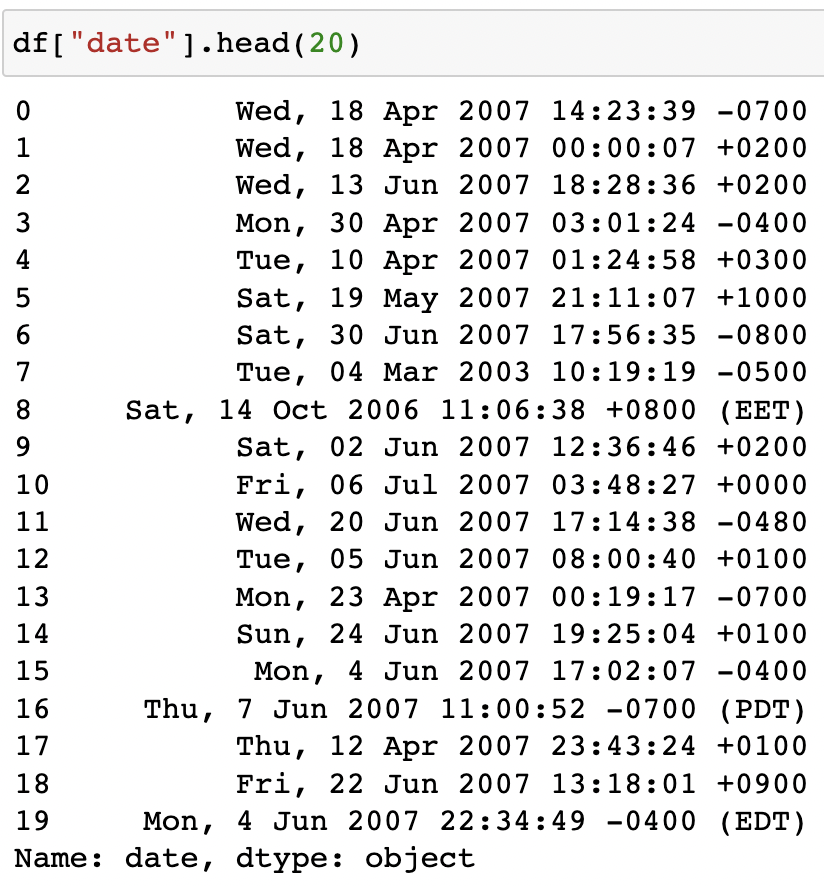 df["date"].head(20)
0 Wed, 18 Apr 2007 14:23:39 -0700
1 Wed, 18 Apr 2007 00:00:07 +0200
2 Wed, 13 Jun 2007 18:28:36 +0200
3 Mon, 30 Apr 2007 03:01:24 -0400
4 Tue, 10 Apr 2007 01:24:58 +0300
5 Sat, 19 May 2007 21:11:07 +1000
6 Sat, 30 Jun 2007 17:56:35 -0800
7 Tue, 04 Mar 2003 10:19:19 -0500
8 Sat, 14 Oct 2006 11:06:38 +0800 (EET)
9 Sat, 02 Jun 2007 12:36:46 +0200
10 Fri, 06 Jul 2007 03:48:27 +0000
11 Wed, 20 Jun 2007 17:14:38 -0480
12 Tue, 05 Jun 2007 08:00:40 +0100
13 Mon, 23 Apr 2007 00:19:17 -0700
14 Sun, 24 Jun 2007 19:25:04 +0100
15 Mon, 4 Jun 2007 17:02:07 -0400
16 Thu, 7 Jun 2007 11:00:52 -0700 (PDT)
17 Thu, 12 Apr 2007 23:43:24 +0100
18 Fri, 22 Jun 2007 13:18:01 +0900
19 Mon, 4 Jun 2007 22:34:49 -0400 (EDT)
Name: date, dtype: object